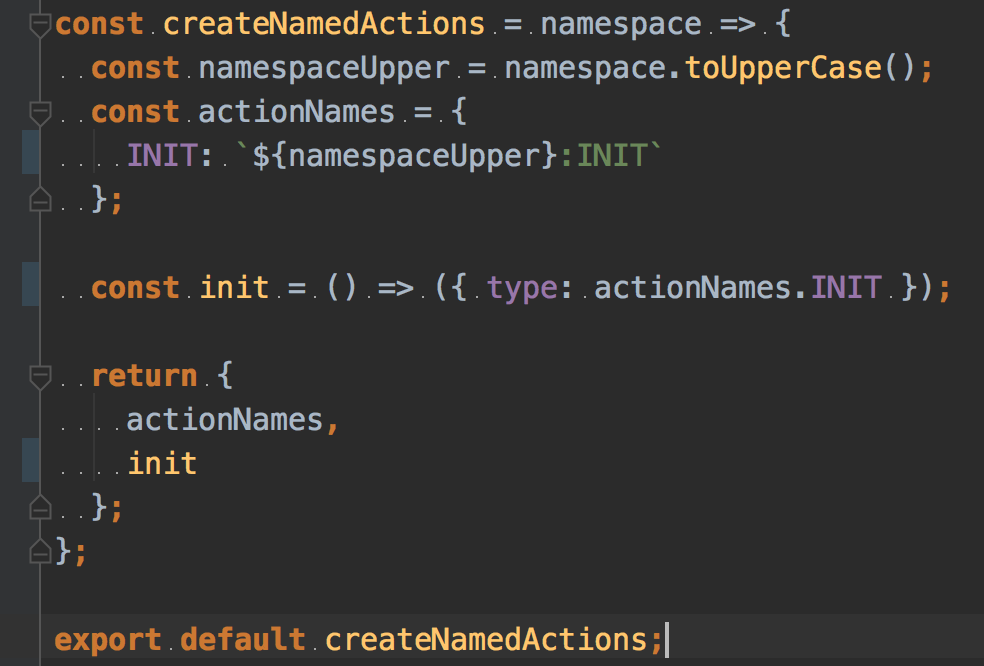 const createNamedActions = namespace => {
  const namespaceUpper = namespace.toUpperCase();
  const actionNames = {
    INIT: `${namespaceUpper}:INIT`
  };

  const init = () => ({ type: actionNames.INIT });

  return {
    actionNames,
    init
  };
};

export default createNamedActions;